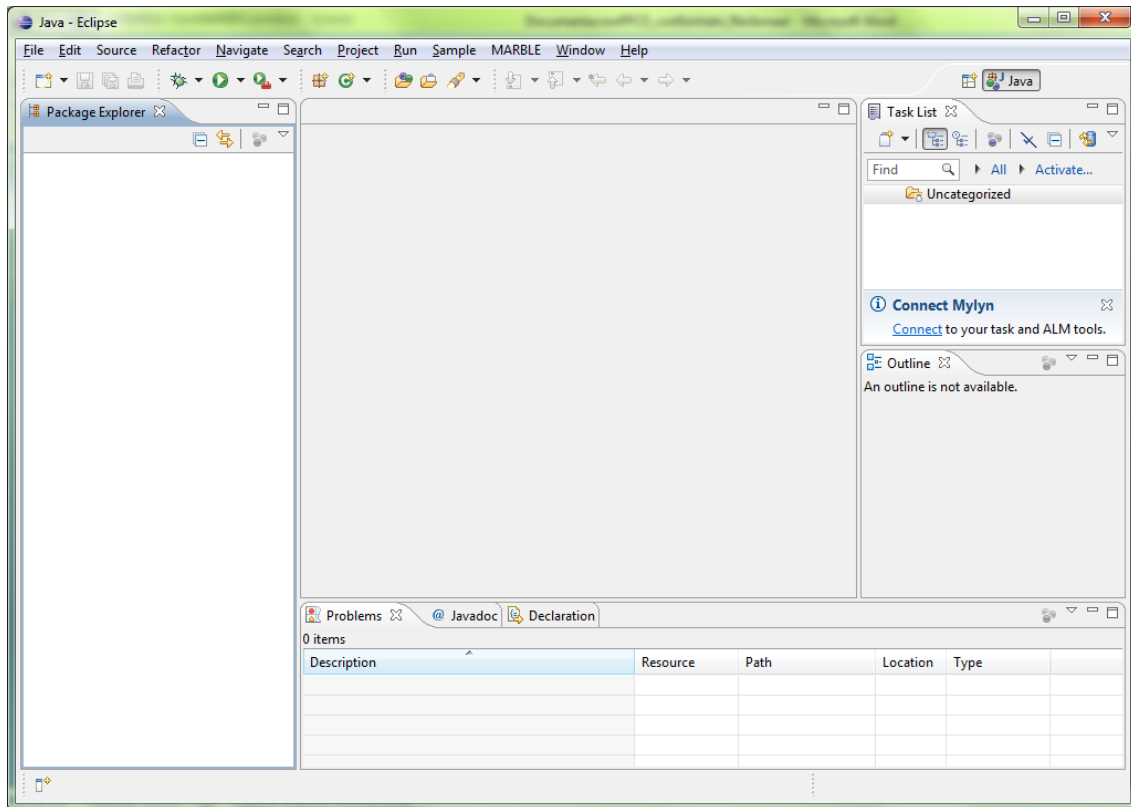 Java - Eclipse
File Edit Source Refactor Navigate Search Project Run Sample MARBLE Window Help
Java
Package Explorer
Task List
Find
All
Activate...
Uncategorized
Connect Mylyn
Connect to your task and ALM tools.
Outline
An outline is not available.
Problems
@ Javadoc
Declaration
0 items
Description Resource Path Location Type